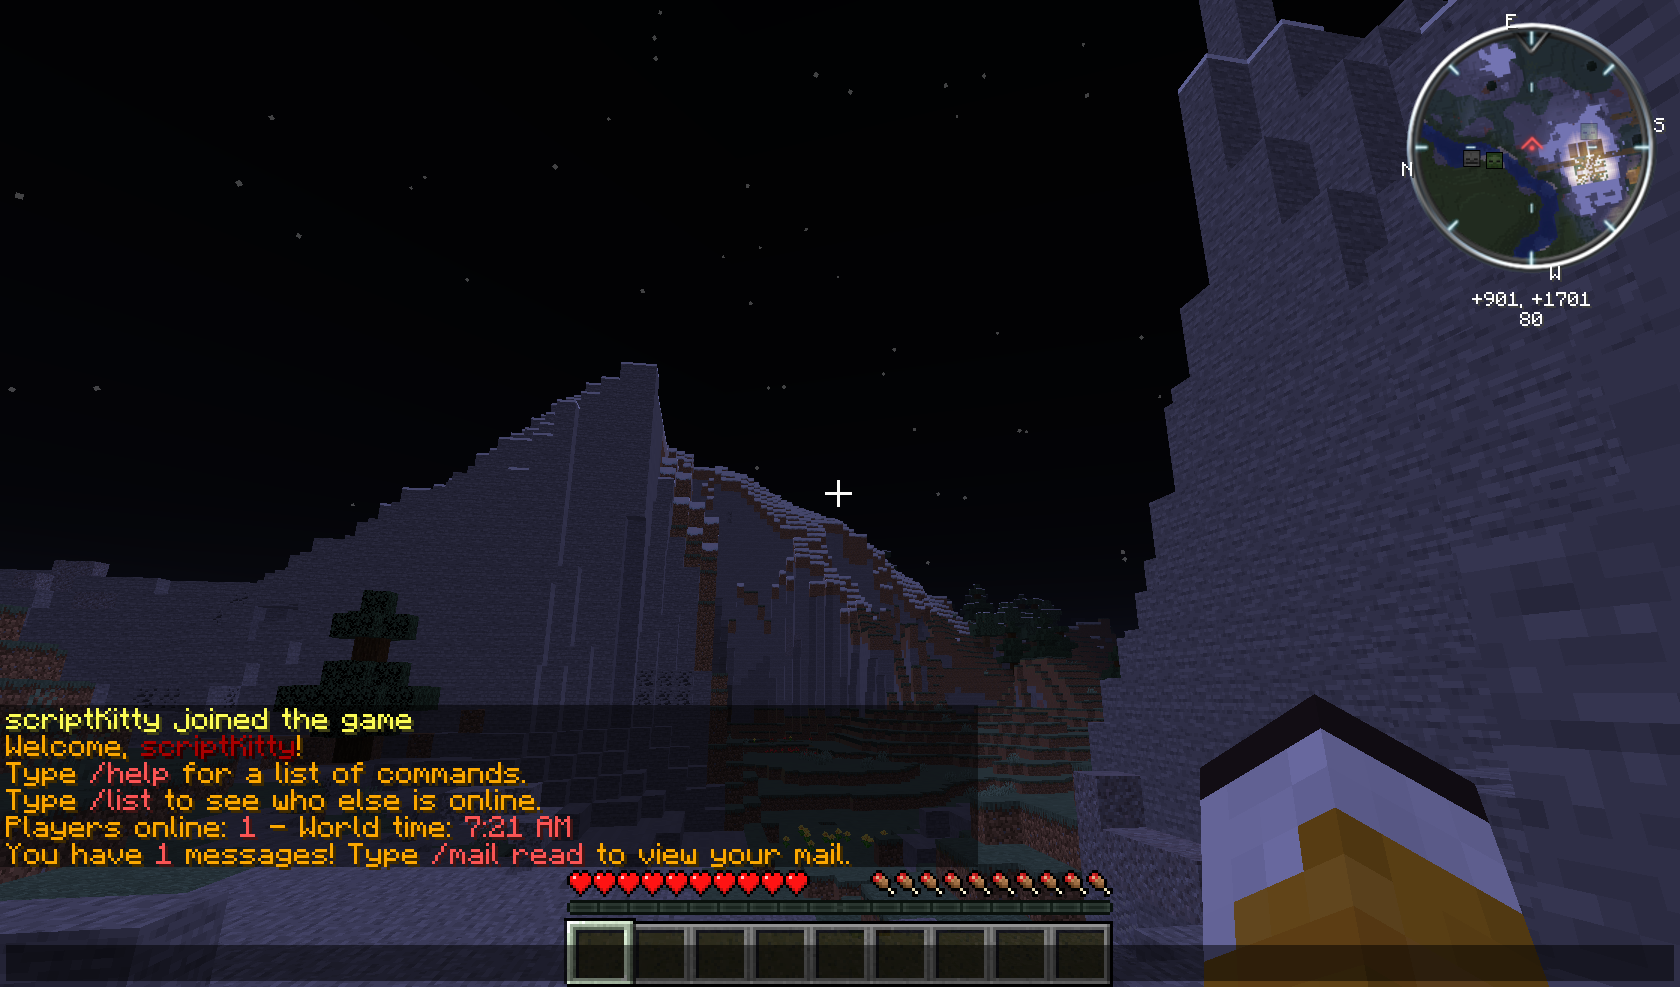 F
S
N
W
+901, +1701
80
scriptKitty joined the game
Welcome, scriptKitty!
Type /help for a list of commands.
Type /list to see who else is online.
Players online: 1 - World time: 7:21 AM
You have 1 messages! Type /mail read to view your mail.